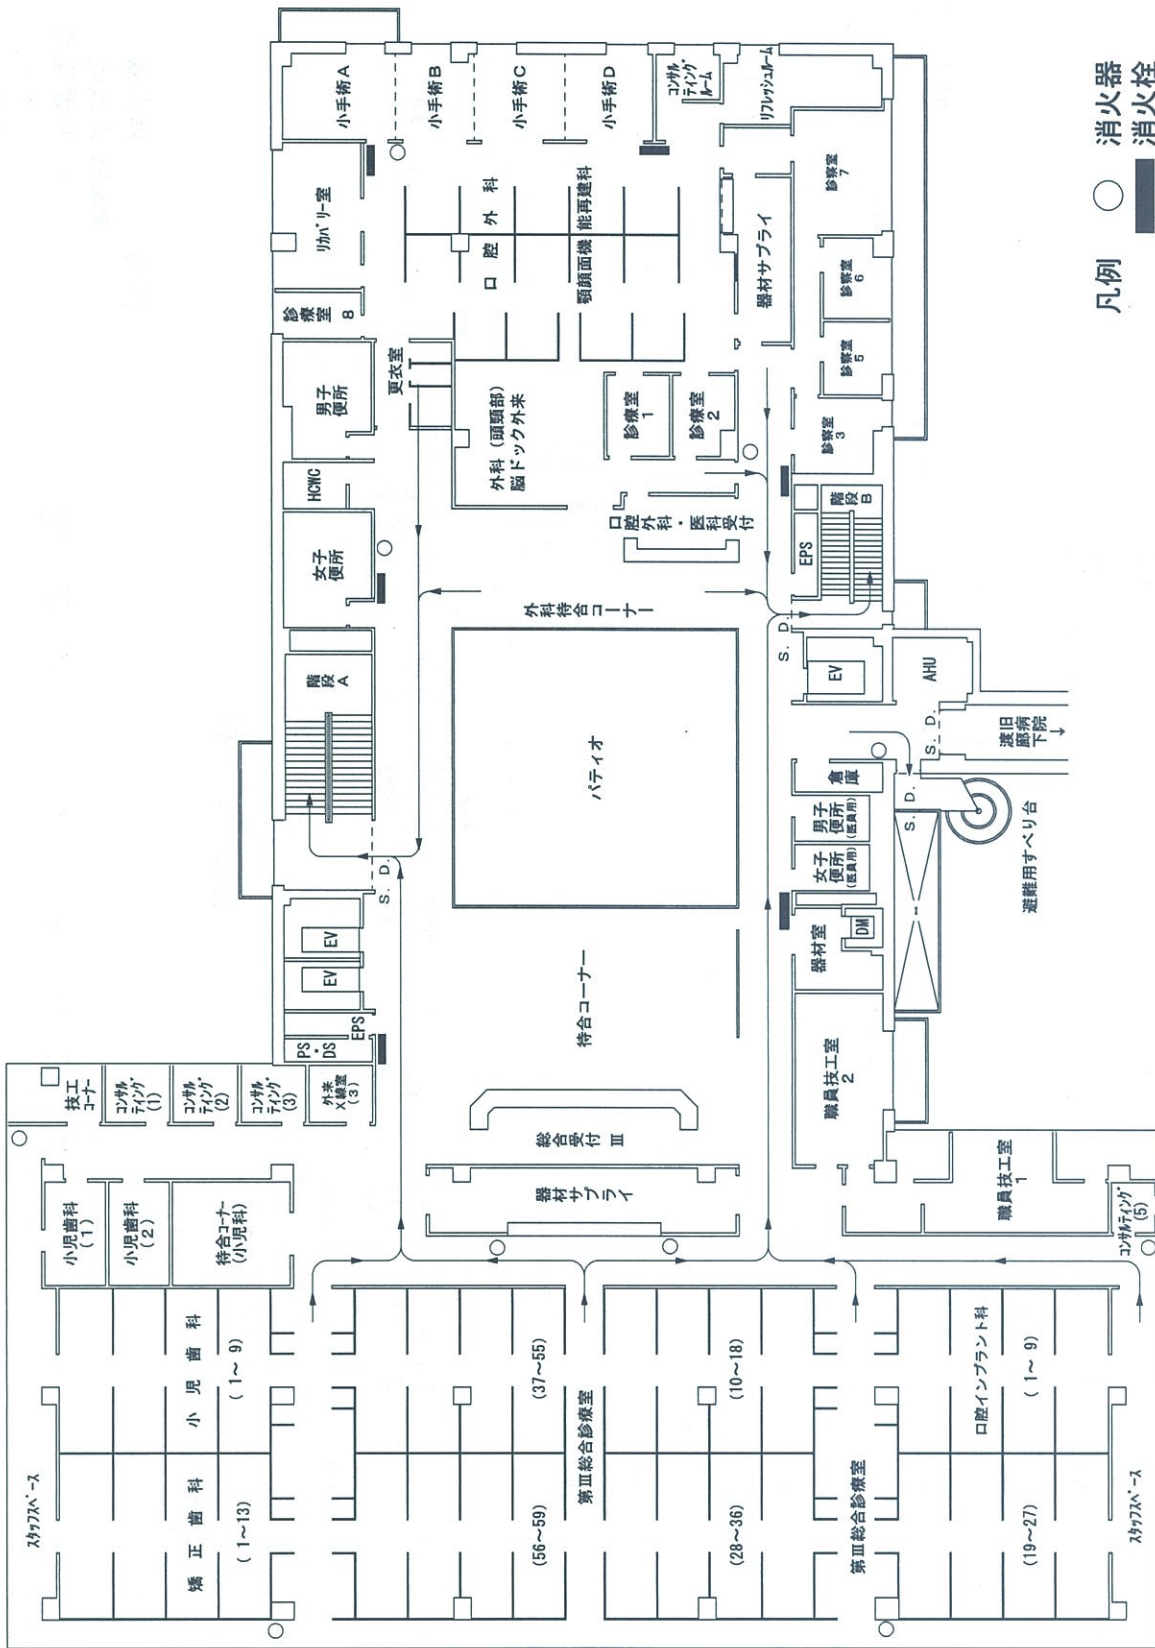 小手術A
小手術B
小手術C
小手術D
コンサルティングルーム
リフレッシュルーム
リカバリー室
診療室8
男子便所
HCWC
女子便所
階段A
更衣室
口腔外科
顎顔面機能再建科
器材サプライ
診察室7
診察室6
診察室5
診察室3
外科(頭頸部)
脳ドック外来
診療室1
診療室2
口腔外科・医科受付
階段B
EPS
外科待合コーナー
S. D.
EV
AHU
S. D.
渡り廊下
旧病院
↓
パティオ
倉庫
男子便所(医員用)
女子便所(医員用)
S. D.
避難用すべり台
S. D.
EV
EV
EPS
PS・DS
待合コーナー
器材室
DM
職員技工室2
技工コーナー
コンサルティング(1)
コンサルティング(2)
コンサルティング(3)
外来X線室(3)
総合受付Ⅲ
器材サプライ
職員技工室1
コンサルティング(5)
小児歯科(1)
小児歯科(2)
待合コーナー(小児科)
スタッフスペース
小児歯科
(1～9)
矯正歯科
(1～13)
(37～55)
(56～59)
第Ⅲ総合診療室
(10～18)
(28～36)
第Ⅲ総合診療室
口腔インプラント科
(1～9)
(19～27)
スタッフスペース
凡例
○ 消火器
消火栓